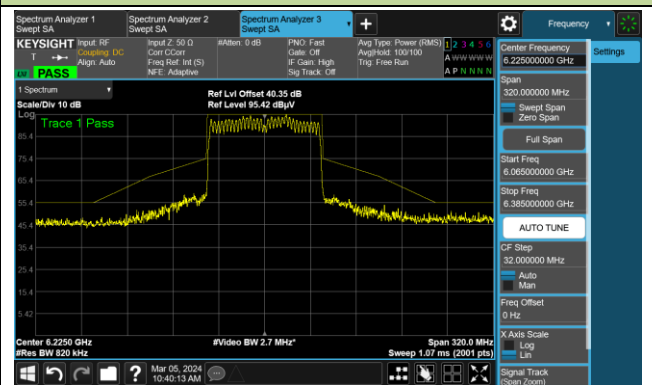 Spectrum Analyzer 1
Swept SA
Spectrum Analyzer 2
Swept SA
Spectrum Analyzer 3
Swept SA
+
Frequency
KEYSIGHT
Input: RF
Coupling: DC
Align: Auto
Input Z: 50 Ω
Corr CCorr
Freq Ref: Int (S)
NFE: Adaptive
#Atten: 0 dB
PNO: Fast
Gate: Off
IF Gain: High
Sig Track: Off
Avg Type: Power (RMS)
Avg|Hold: 100/100
Trig: Free Run
1 2 3 4 5 6
A W W W W W
A P N N N N
T
LXI
PASS
1 Spectrum
Scale/Div 10 dB
Ref Lvl Offset 40.35 dB
Ref Level 95.42 dBµV
Log
Trace 1 Pass
85.4
75.4
65.4
55.4
45.4
35.4
25.4
15.4
5.42
Center 6.2250 GHz
#Res BW 820 kHz
#Video BW 2.7 MHz*
Span 320.0 MHz
Sweep 1.07 ms (2001 pts)
Mar 05, 2024
10:40:13 AM
?
Center Frequency
6.225000000 GHz
Settings
Span
320.000000 MHz
Swept Span
Zero Span
Full Span
Start Freq
6.065000000 GHz
Stop Freq
6.385000000 GHz
AUTO TUNE
CF Step
32.000000 MHz
Auto
Man
Freq Offset
0 Hz
X Axis Scale
Log
Lin
Signal Track
(Span Zoom)